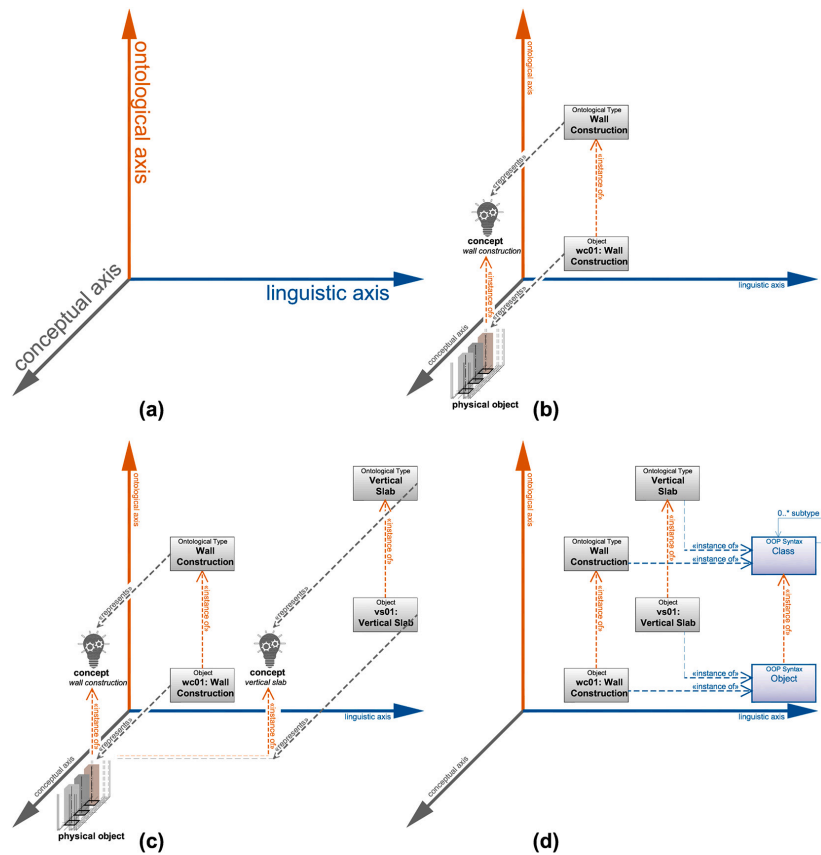 ontological axis
conceptual axis
linguistic axis
(a)
ontological axis
Ontological Type
Wall
Construction
«represents»
«instance of»
concept
wall construction
Object
wc01: Wall
Construction
«instance of»
«represents»
linguistic axis
conceptual axis
physical object
(b)
ontological axis
Ontological Type
Vertical
Slab
«instance of»
Ontological Type
Wall
Construction
«represents»
«represents»
«instance of»
Object
vs01:
Vertical Slab
concept
wall construction
concept
vertical slab
Object
wc01: Wall
Construction
«instance of»
«represents»
«instance of»
«represents»
linguistic axis
conceptual axis
physical object
(c)
ontological axis
Ontological Type
Vertical
Slab
0..* subtype
«instance of»
«instance of»
Ontological Type
Wall
Construction
OOP Syntax
Class
«instance of»
«instance of»
«instance of»
Object
vs01:
Vertical Slab
«instance of»
Object
wc01: Wall
Construction
OOP Syntax
Object
«instance of»
linguistic axis
conceptual axis
(d)